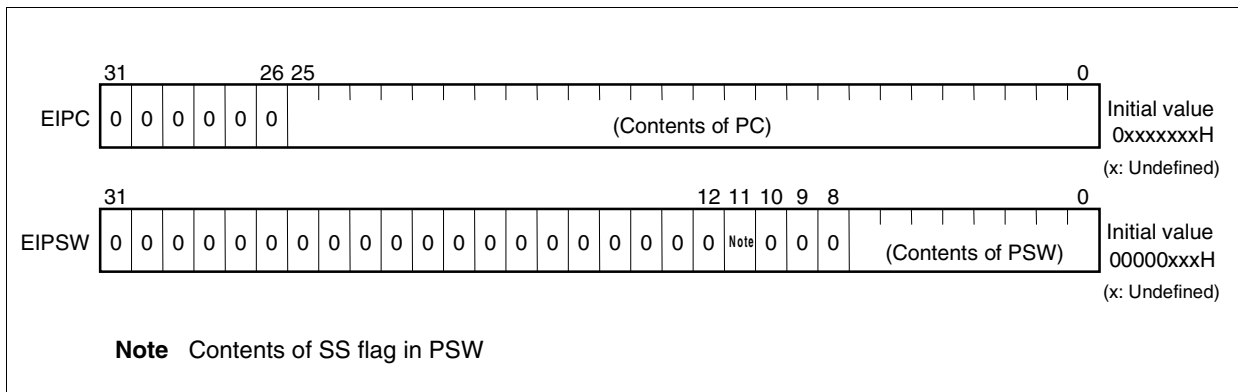 31 26 25 0
EIPC 0 0 0 0 0 0 (Contents of PC) Initial value
0xxxxxxxH
(x: Undefined)
31 12 11 10 9 8 0
EIPSW 0 0 0 0 0 0 0 0 0 0 0 0 0 0 0 0 0 0 0 0 Note 0 0 0 (Contents of PSW) Initial value
00000xxxH
(x: Undefined)
Note Contents of SS flag in PSW